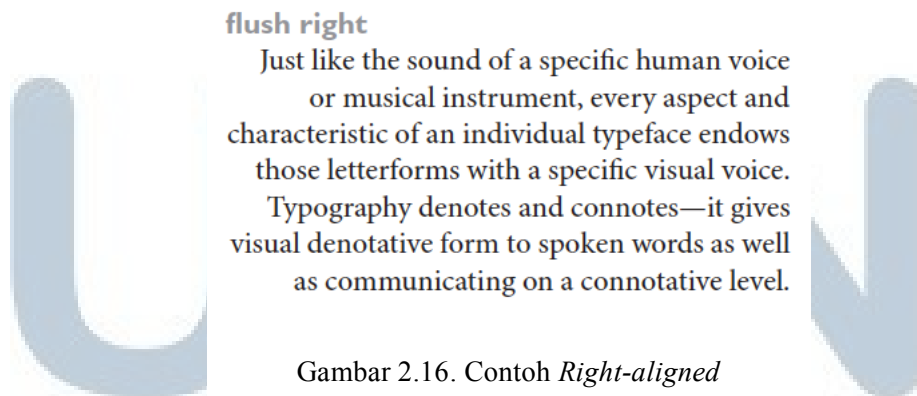 flush right
Just like the sound of a specific human voice
or musical instrument, every aspect and
characteristic of an individual typeface endows
those letterforms with a specific visual voice.
Typography denotes and connotes—it gives
visual denotative form to spoken words as well
as communicating on a connotative level.
Gambar 2.16. Contoh Right-aligned